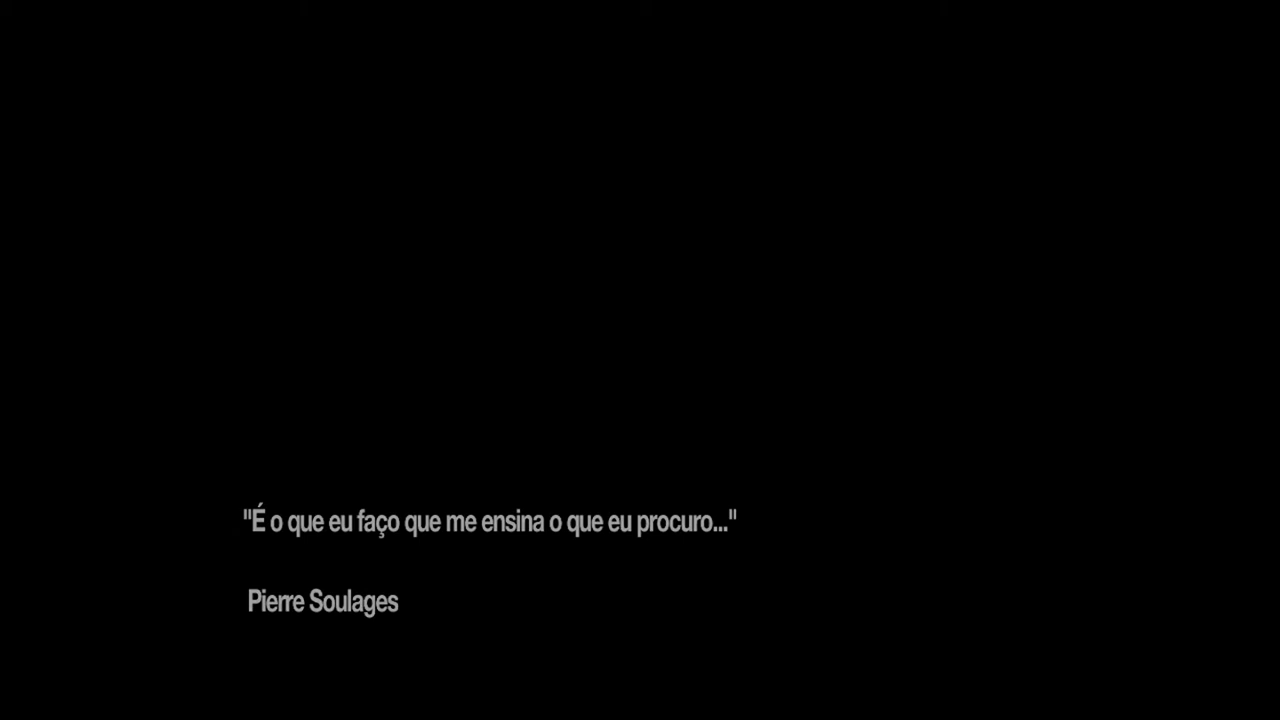 "É o que eu faço que me ensina o que eu procuro..."
Pierre Soulages